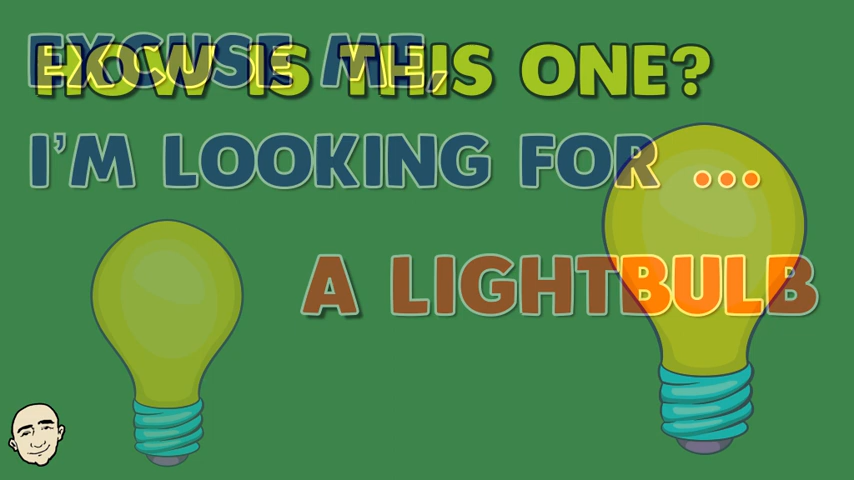 EXCUSE ME,
HOW IS THIS ONE?
I'M LOOKING FOR ...
A LIGHTBULB